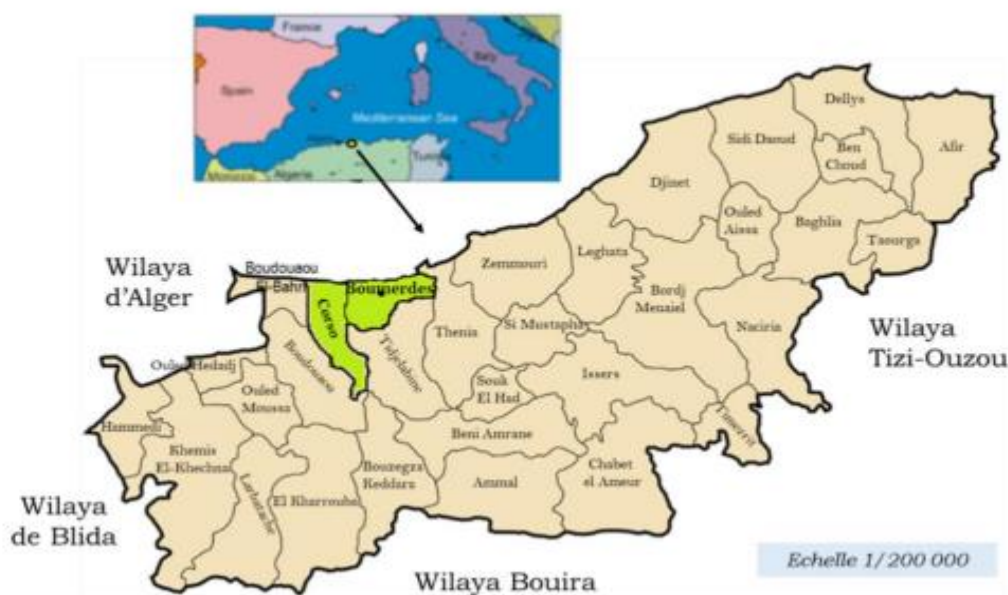 France
Italy
Spain
Mediterranean Sea
Tunis
Morocco
Algeria
Dellys
Sidi Daoud
Ben
Choud
Afir
Djinet
Ouled
Aissa
Baghlia
Taourga
Leghata
Zemmouri
Wilaya
d'Alger
Boudouaou
El-Bahri
Boumerdes
Corso
Bordj
Menaiel
Thenia
Si Mustapha
Naciria
Wilaya
Tizi-Ouzou
Tidjelabine
Boudouaou
Ouled Hedadj
Ouled
Moussa
Souk
El Had
Issers
Timezrit
Hammedi
Khemis
El-Khechna
Beni Amrane
Larbatache
El Kharrouba
Bouzegza
Keddara
Ammal
Chabet
el Ameur
Wilaya
de Blida
Wilaya Bouira
Echelle 1/200 000